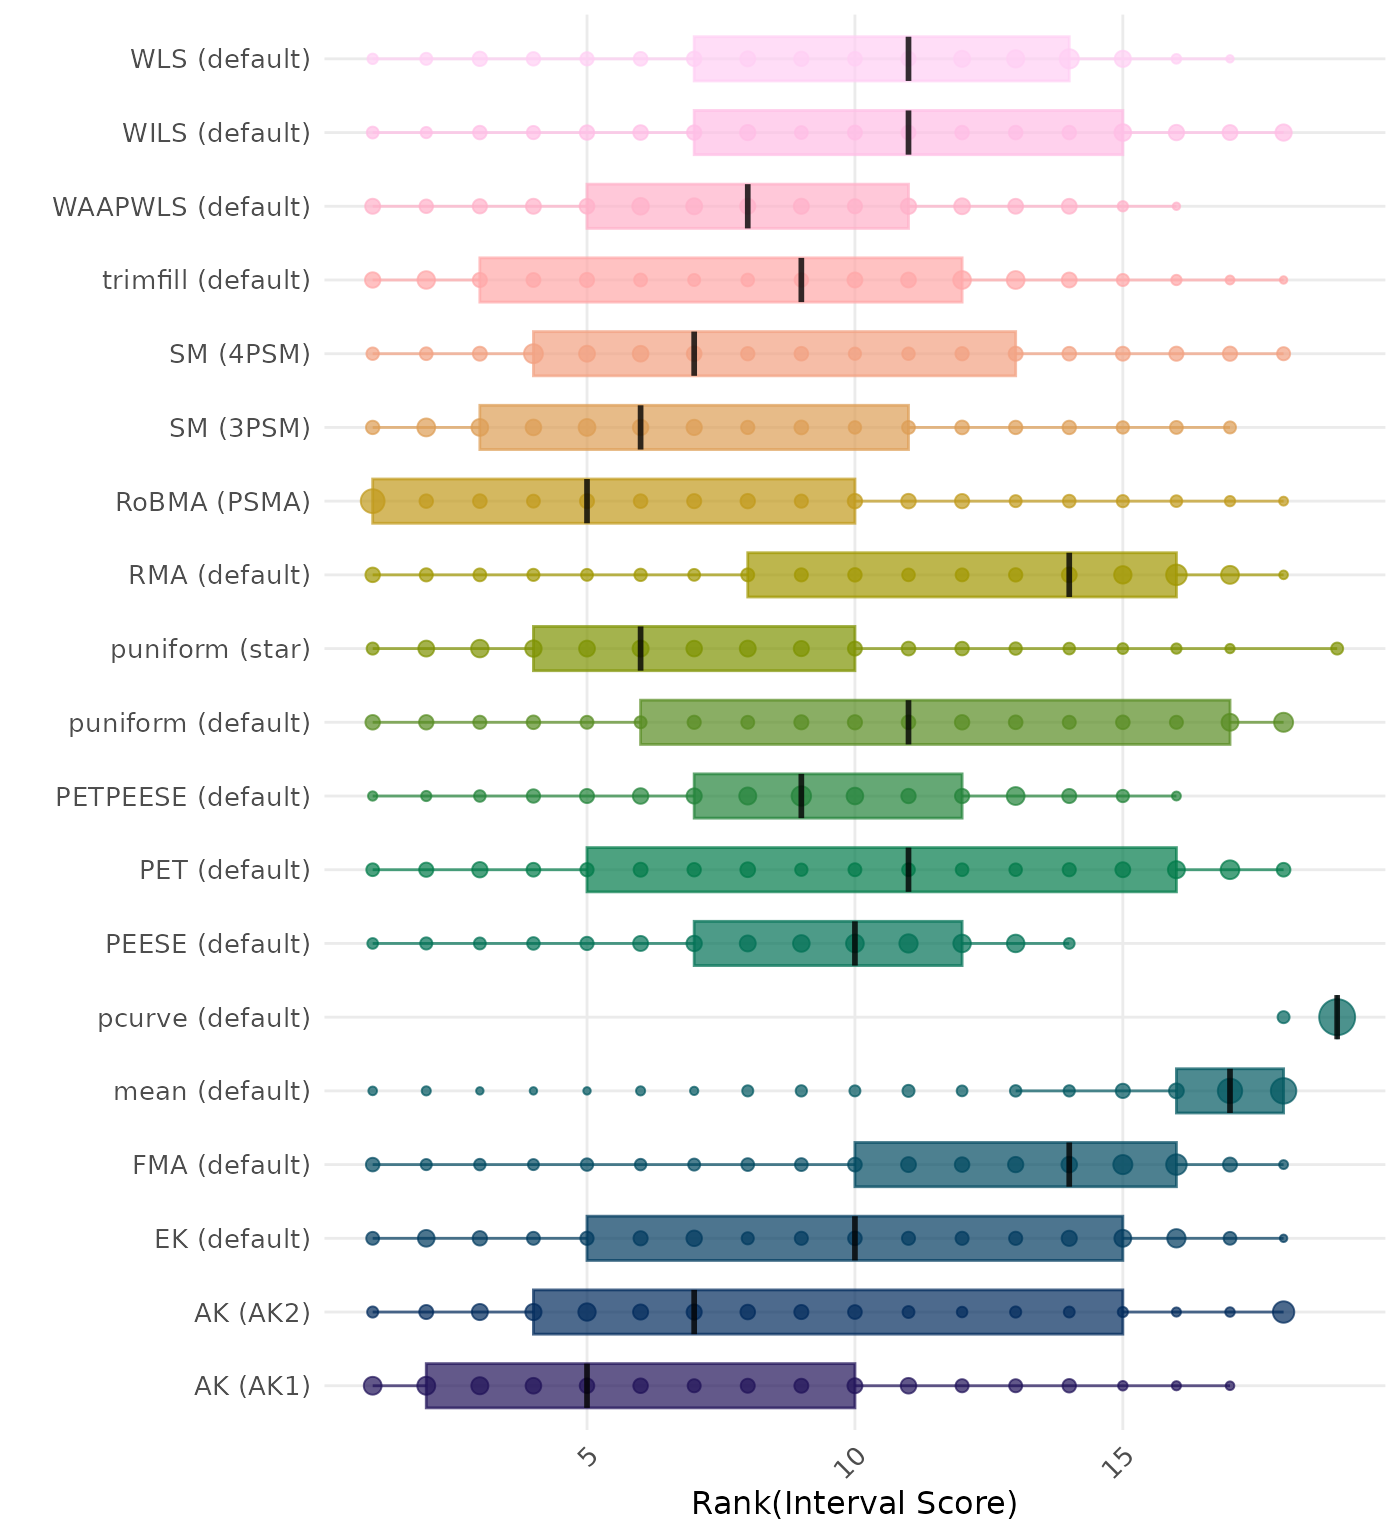 WLS (default)
WILS (default)
WAAPWLS (default)
trimfill (default)
SM (4PSM)
SM (3PSM)
RoBMA (PSMA)
RMA (default)
puniform (star)
puniform (default)
PETPEESE (default)
PET (default)
PEESE (default)
pcurve (default)
mean (default)
FMA (default)
EK (default)
AK (AK2)
AK (AK1)
5 10 15
Rank(Interval Score)